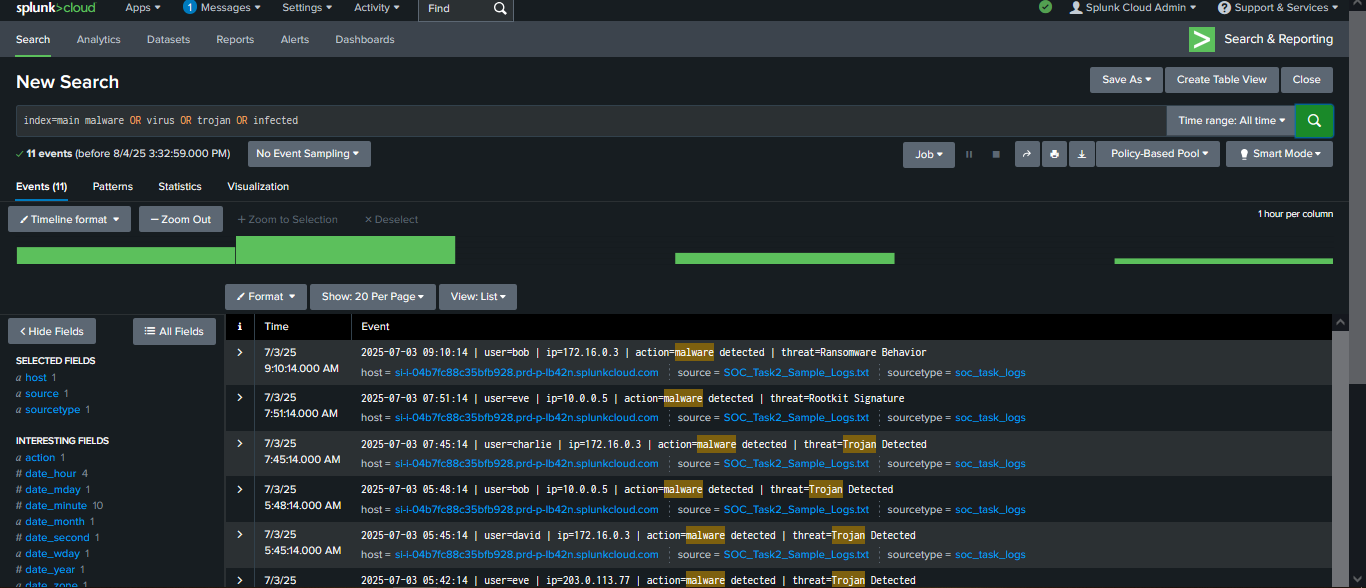 splunk>cloud Apps 1 Messages Settings Activity Find Splunk Cloud Admin ? Support & Services
Search Analytics Datasets Reports Alerts Dashboards > Search & Reporting
New Search Save As Create Table View Close
index=main malware OR virus OR trojan OR infected Time range: All time
11 events (before 8/4/25 3:32:59.000 PM) No Event Sampling Job Policy-Based Pool Smart Mode
Events (11) Patterns Statistics Visualization
Timeline format — Zoom Out + Zoom to Selection × Deselect 1 hour per column
Format Show: 20 Per Page View: List
< Hide Fields All Fields i Time Event
SELECTED FIELDS
a host 1
a source 1
a sourcetype 1
INTERESTING FIELDS
a action 1
# date_hour 4
# date_mday 1
# date_minute 10
a date_month 1
# date_second 1
a date_wday 1
# date_year 1
a date_zone 1
> 7/3/25 2025-07-03 09:10:14 | user=bob | ip=172.16.0.3 | action=malware detected | threat=Ransomware Behavior
9:10:14.000 AM host = si-i-04b7fc88c35bfb928.prd-p-lb42n.splunkcloud.com source = SOC_Task2_Sample_Logs.txt sourcetype = soc_task_logs
> 7/3/25 2025-07-03 07:51:14 | user=eve | ip=10.0.0.5 | action=malware detected | threat=Rootkit Signature
7:51:14.000 AM host = si-i-04b7fc88c35bfb928.prd-p-lb42n.splunkcloud.com source = SOC_Task2_Sample_Logs.txt sourcetype = soc_task_logs
> 7/3/25 2025-07-03 07:45:14 | user=charlie | ip=172.16.0.3 | action=malware detected | threat=Trojan Detected
7:45:14.000 AM host = si-i-04b7fc88c35bfb928.prd-p-lb42n.splunkcloud.com source = SOC_Task2_Sample_Logs.txt sourcetype = soc_task_logs
> 7/3/25 2025-07-03 05:48:14 | user=bob | ip=10.0.0.5 | action=malware detected | threat=Trojan Detected
5:48:14.000 AM host = si-i-04b7fc88c35bfb928.prd-p-lb42n.splunkcloud.com source = SOC_Task2_Sample_Logs.txt sourcetype = soc_task_logs
> 7/3/25 2025-07-03 05:45:14 | user=david | ip=172.16.0.3 | action=malware detected | threat=Trojan Detected
5:45:14.000 AM host = si-i-04b7fc88c35bfb928.prd-p-lb42n.splunkcloud.com source = SOC_Task2_Sample_Logs.txt sourcetype = soc_task_logs
> 7/3/25 2025-07-03 05:42:14 | user=eve | ip=203.0.113.77 | action=malware detected | threat=Trojan Detected